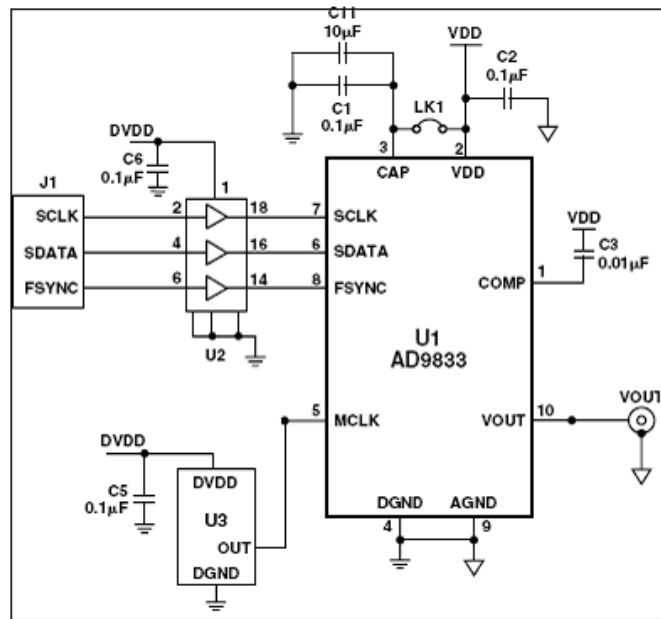 C11
10µF
VDD
C2
0.1µF
C1
0.1µF
LK1
DVDD
C6
0.1µF
3
2
CAP
VDD
J1
1
SCLK
2
18
7
SCLK
SDATA
4
16
6
SDATA
FSYNC
6
14
8
FSYNC
U2
VDD
C3
0.01µF
COMP
1
U1
AD9833
5
MCLK
VOUT
10
VOUT
DVDD
C5
0.1µF
DVDD
U3
OUT
DGND
DGND
AGND
4
9